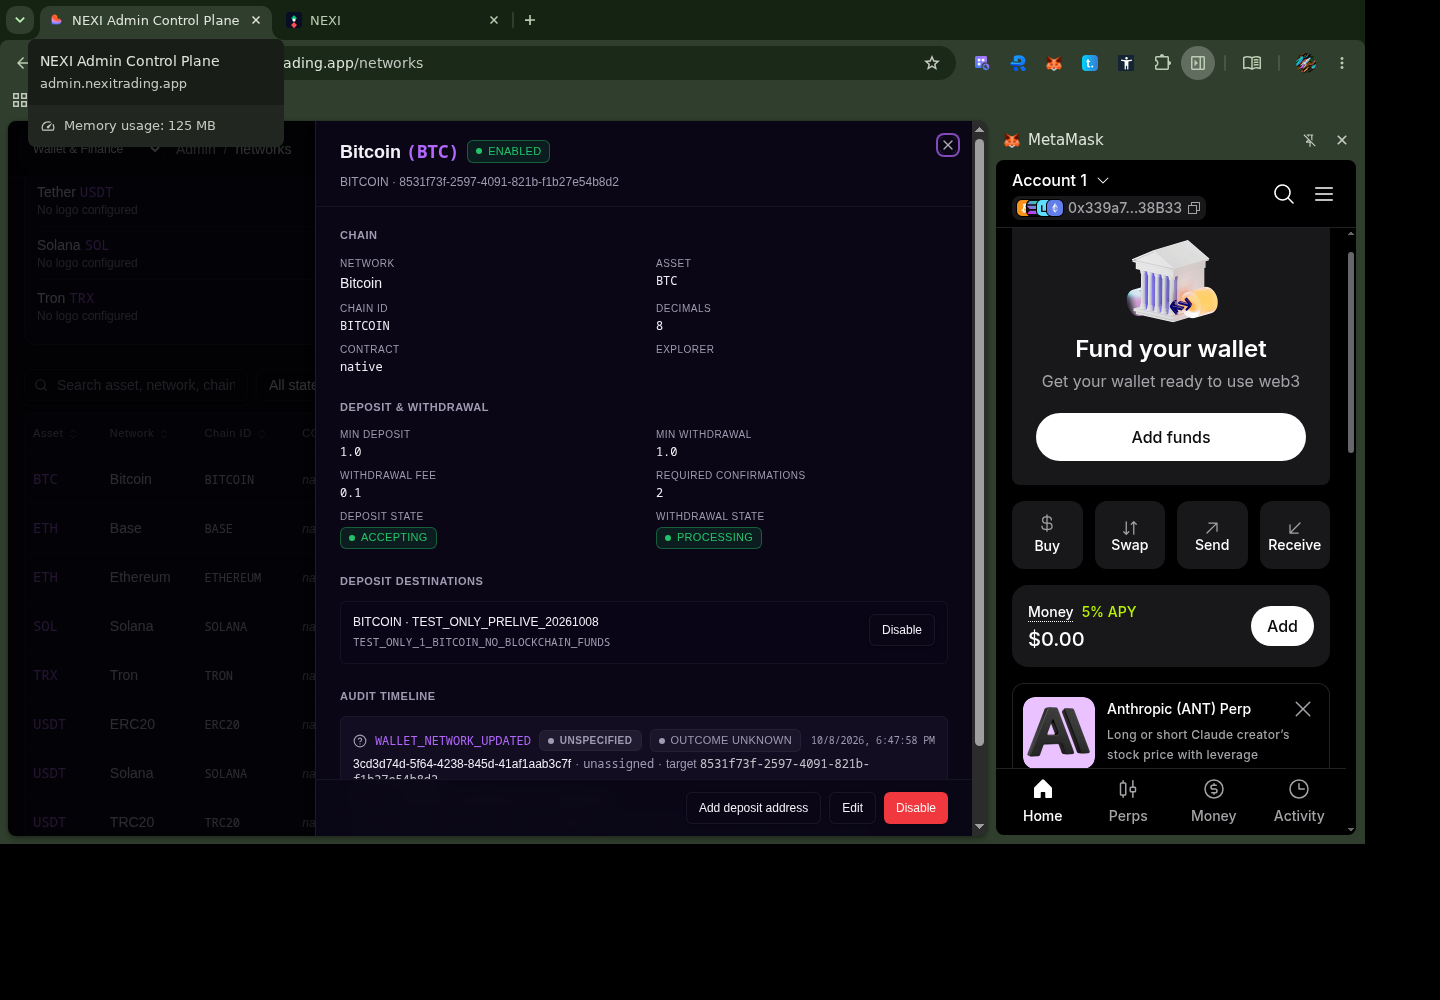 NEXI Admin Control Plane
NEXI
NEXI Admin Control Plane
admin.nexitrading.app
Memory usage: 125 MB
ading.app/networks
Wallet & Finance
Admin / networks
Tether USDT
No logo configured
Solana SOL
No logo configured
Tron TRX
No logo configured
Search asset, network, chain
All state
Asset Network Chain ID CO
BTC Bitcoin BITCOIN na
ETH Base BASE na
ETH Ethereum ETHEREUM na
SOL Solana SOLANA na
TRX Tron TRON na
USDT ERC20 ERC20 na
USDT Solana SOLANA na
USDT TRC20 TRC20 na
Bitcoin (BTC) ENABLED
BITCOIN · 8531f73f-2597-4091-821b-f1b27e54b8d2
CHAIN
NETWORK ASSET
Bitcoin BTC
CHAIN ID DECIMALS
BITCOIN 8
CONTRACT EXPLORER
native
DEPOSIT & WITHDRAWAL
MIN DEPOSIT MIN WITHDRAWAL
1.0 1.0
WITHDRAWAL FEE REQUIRED CONFIRMATIONS
0.1 2
DEPOSIT STATE WITHDRAWAL STATE
ACCEPTING PROCESSING
DEPOSIT DESTINATIONS
BITCOIN · TEST_ONLY_PRELIVE_20261008
TEST_ONLY_1_BITCOIN_NO_BLOCKCHAIN_FUNDS
Disable
AUDIT TIMELINE
WALLET_NETWORK_UPDATED UNSPECIFIED OUTCOME UNKNOWN 10/8/2026, 6:47:58 PM
3cd3d74d-5f64-4238-845d-41af1aab3c7f · unassigned · target 8531f73f-2597-4091-821b-
f1b27e54b8d2
Add deposit address Edit Disable
MetaMask
Account 1
0x339a7...38B33
Fund your wallet
Get your wallet ready to use web3
Add funds
Buy Swap Send Receive
Money 5% APY
$0.00
Add
Anthropic (ANT) Perp
Long or short Claude creator's
stock price with leverage
Home Perps Money Activity